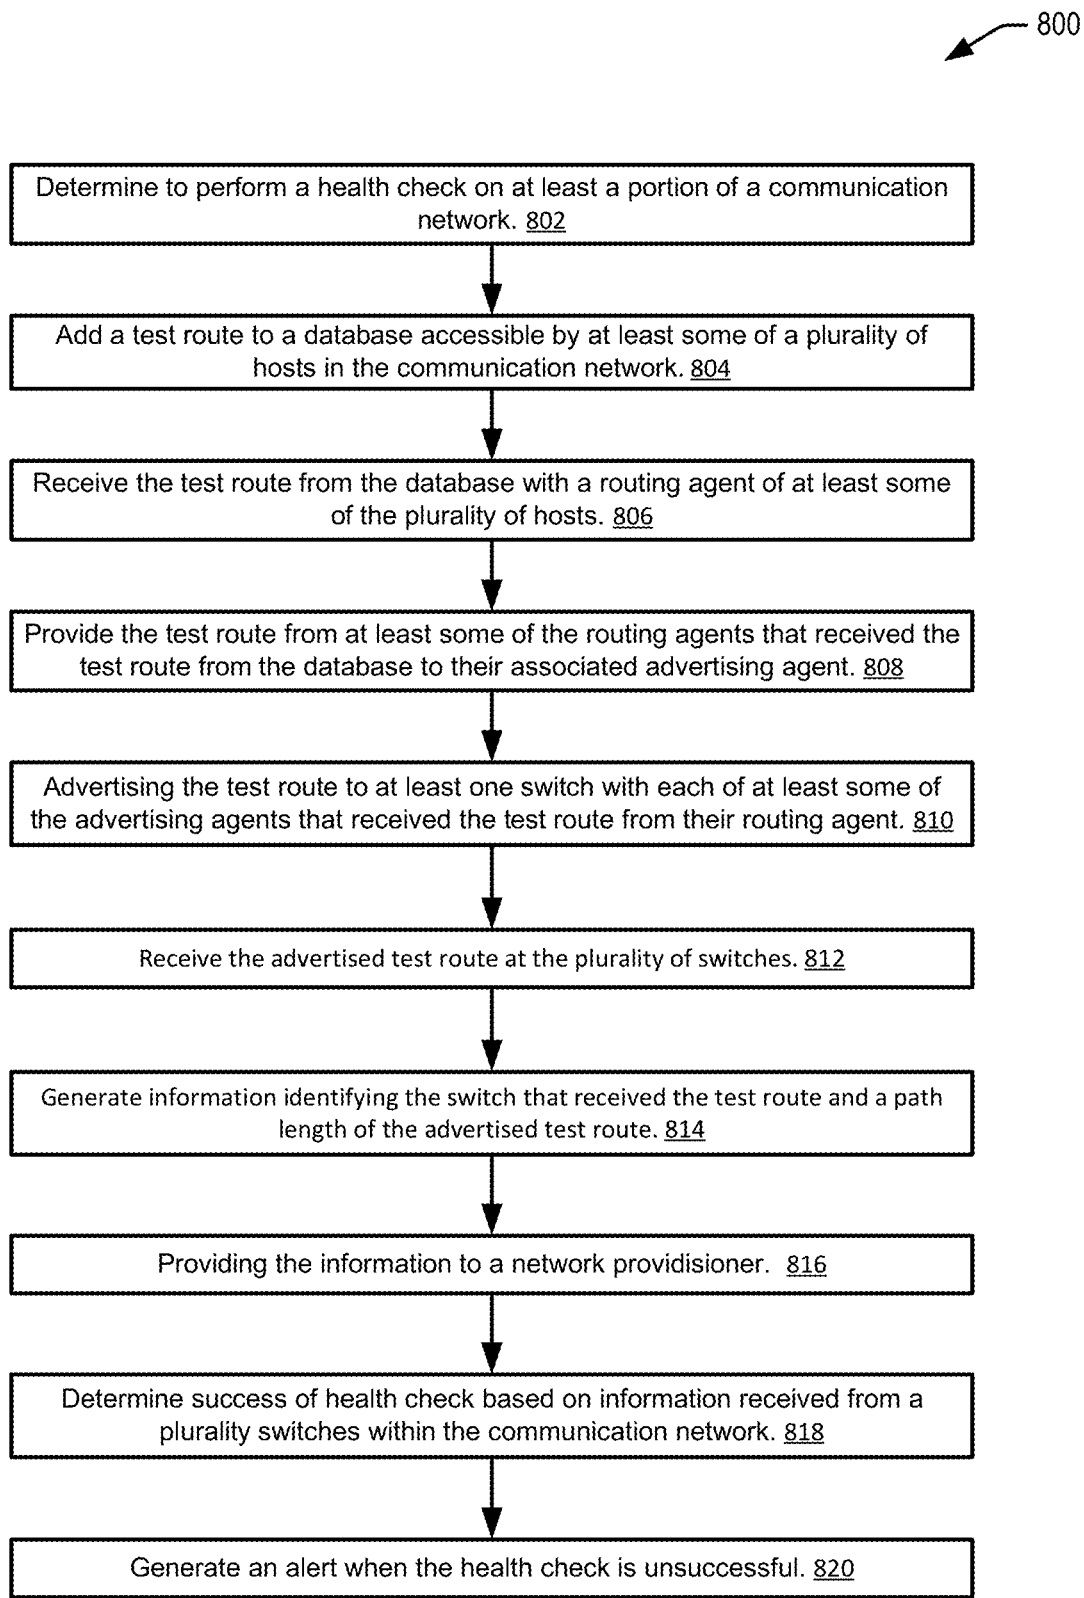 800
Determine to perform a health check on at least a portion of a communication
network. 802
Add a test route to a database accessible by at least some of a plurality of
hosts in the communication network. 804
Receive the test route from the database with a routing agent of at least some
of the plurality of hosts. 806
Provide the test route from at least some of the routing agents that received the
test route from the database to their associated advertising agent. 808
Advertising the test route to at least one switch with each of at least some of
the advertising agents that received the test route from their routing agent. 810
Receive the advertised test route at the plurality of switches. 812
Generate information identifying the switch that received the test route and a path
length of the advertised test route. 814
Providing the information to a network providisioner. 816
Determine success of health check based on information received from a
plurality switches within the communication network. 818
Generate an alert when the health check is unsuccessful. 820